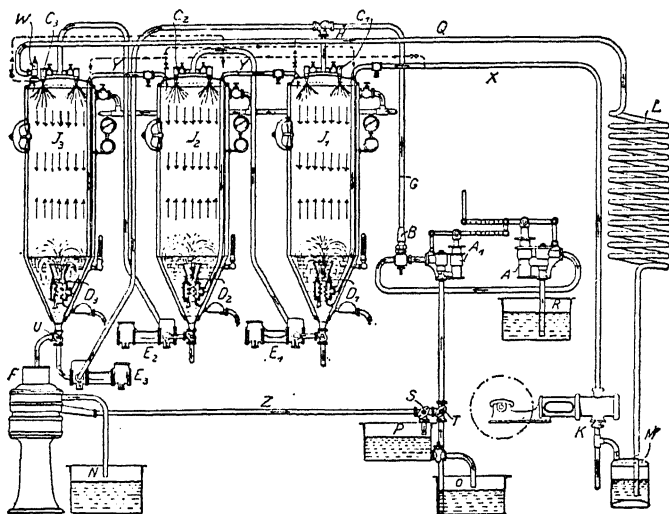 W C₃ C₂ H C₁ Q
X
L
J₃ J₂ J₁
G
B
A₁
A
R
D₃ D₂ D₁
U
E₂ E₁
F E₃
Z S
T
P K
M
N O